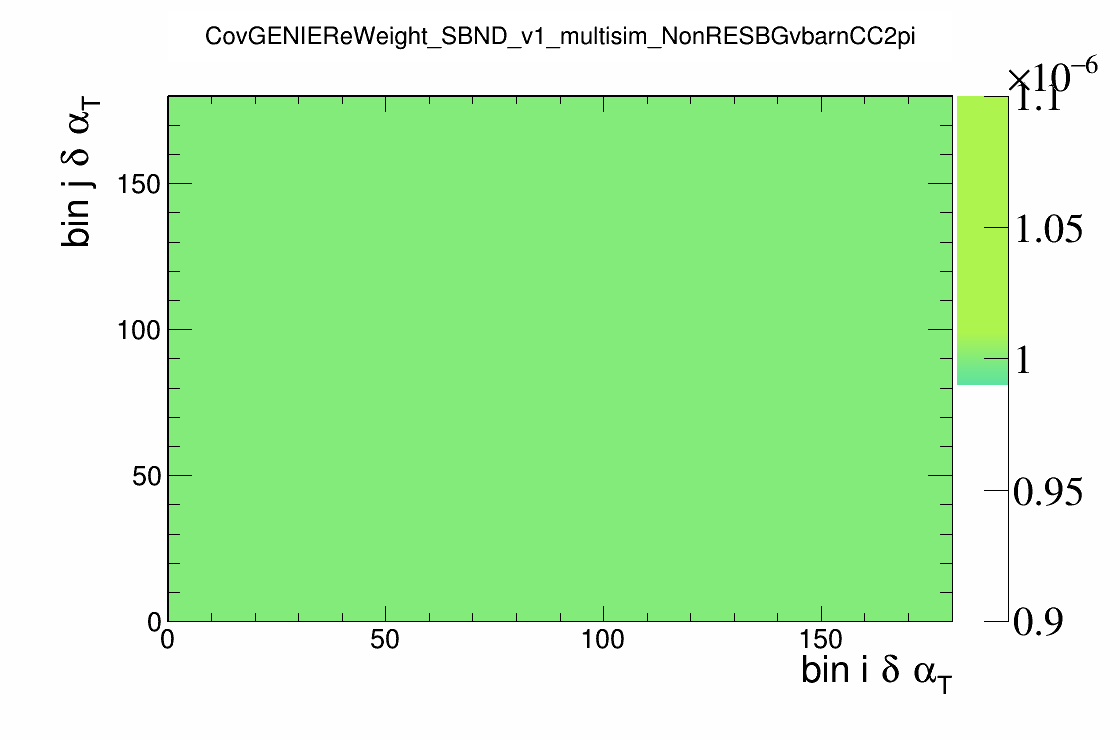 CovGENIEReWeight_SBND_v1_multisim_NonRESBGvbarnCC2pi
×10⁻⁶
1.1
1.05
1
0.95
0.9
bin j δ α_T
150
100
50
0
0 50 100 150
bin i δ α_T